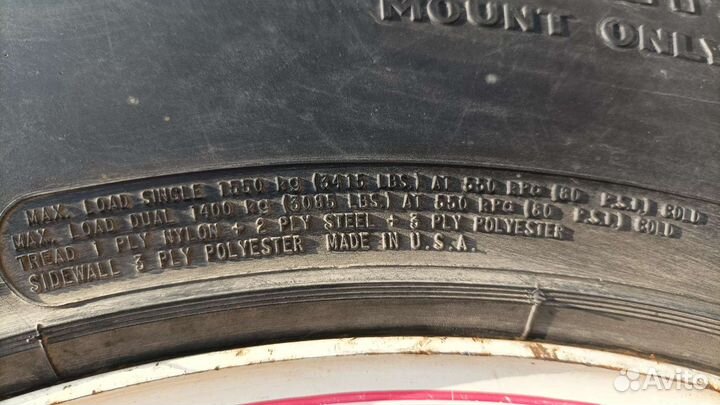 MOUNT ONLY
MAX. LOAD SINGLE 1550 kg (3415 LBS.) AT 550 kPa (80 P.S.I.) COLD
MAX. LOAD DUAL 1400 kg (3085 LBS.) AT 550 kPa (80 P.S.I.) COLD
TREAD 1 PLY NYLON + 2 PLY STEEL + 3 PLY POLYESTER
SIDEWALL 3 PLY POLYESTER MADE IN U.S.A.
Avito